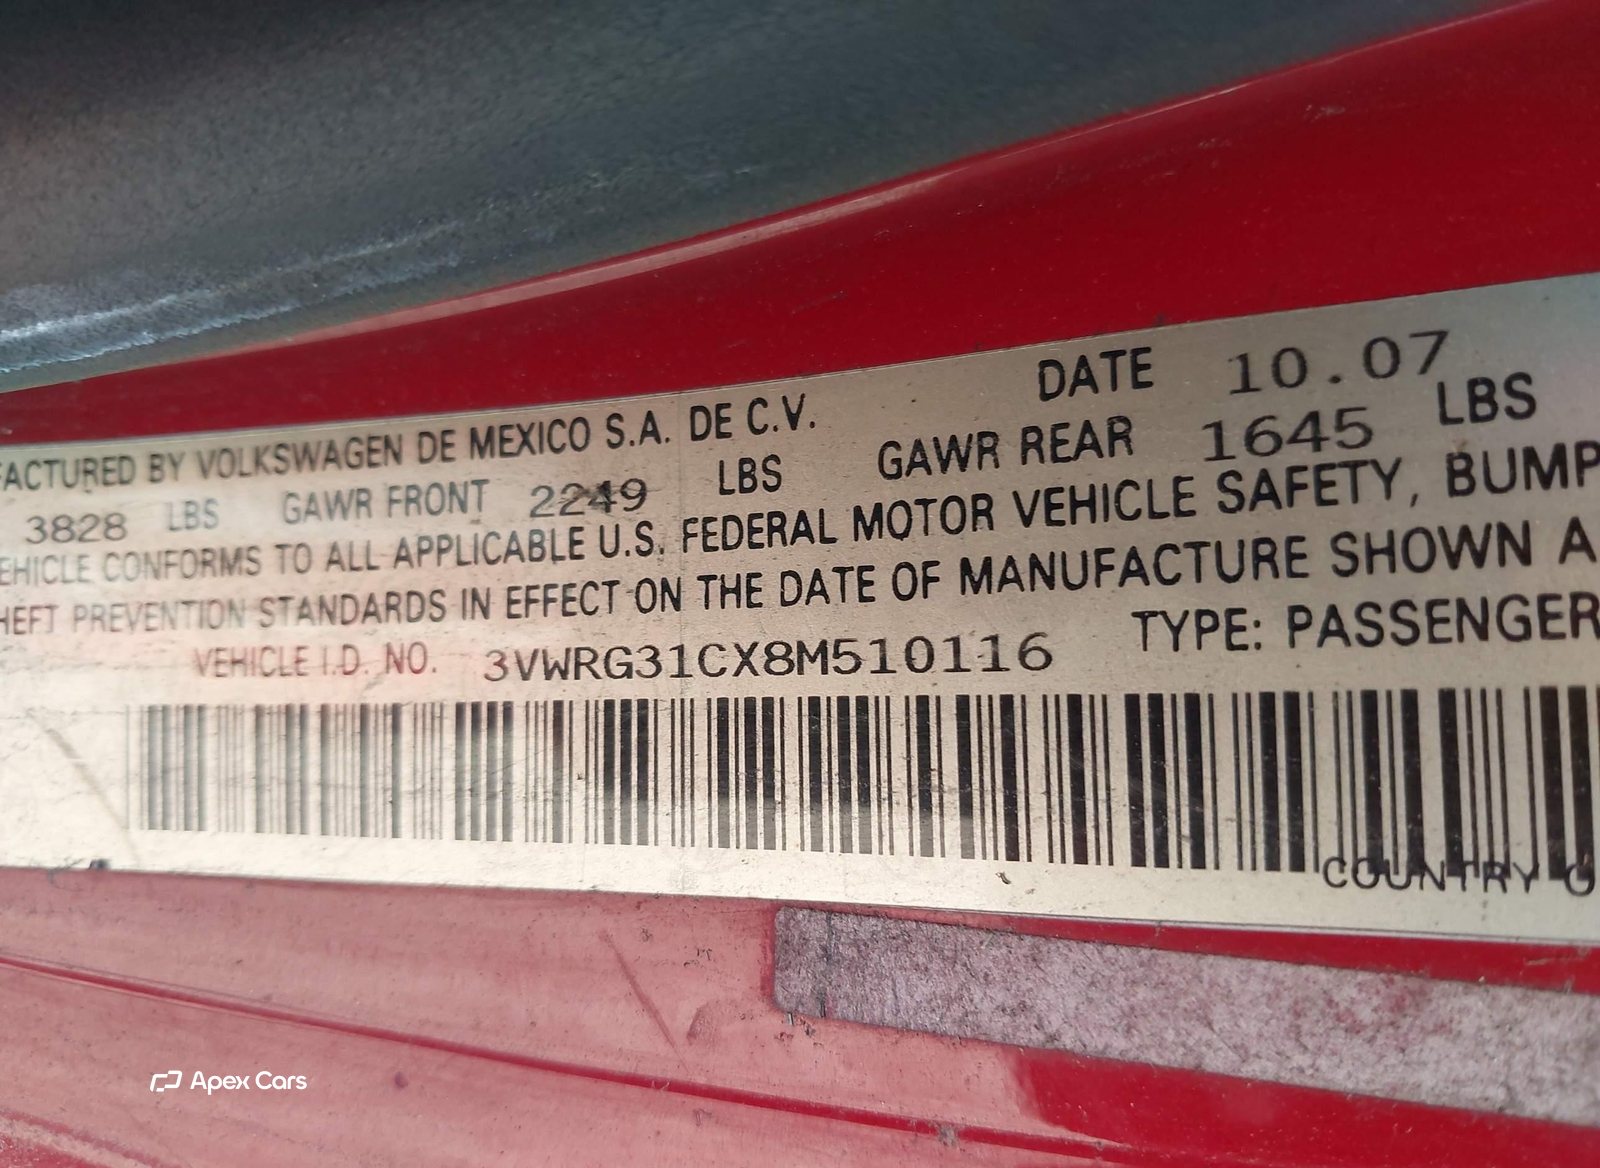 FACTURED BY VOLKSWAGEN DE MEXICO S.A. DE C.V. DATE 10.07
3828 LBS GAWR FRONT 2249 LBS GAWR REAR 1645 LBS
EHICLE CONFORMS TO ALL APPLICABLE U.S. FEDERAL MOTOR VEHICLE SAFETY, BUMP
HEFT PREVENTION STANDARDS IN EFFECT ON THE DATE OF MANUFACTURE SHOWN A
VEHICLE I.D. NO. 3VWRG31CX8M510116 TYPE: PASSENGER
COUNTRY O
Apex Cars